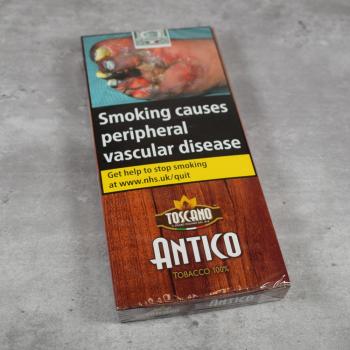 Smoking causes
peripheral
vascular disease
Get help to stop smoking
at www.nhs.uk/quit
TOSCANO
ANTICO
TOBACCO 100%